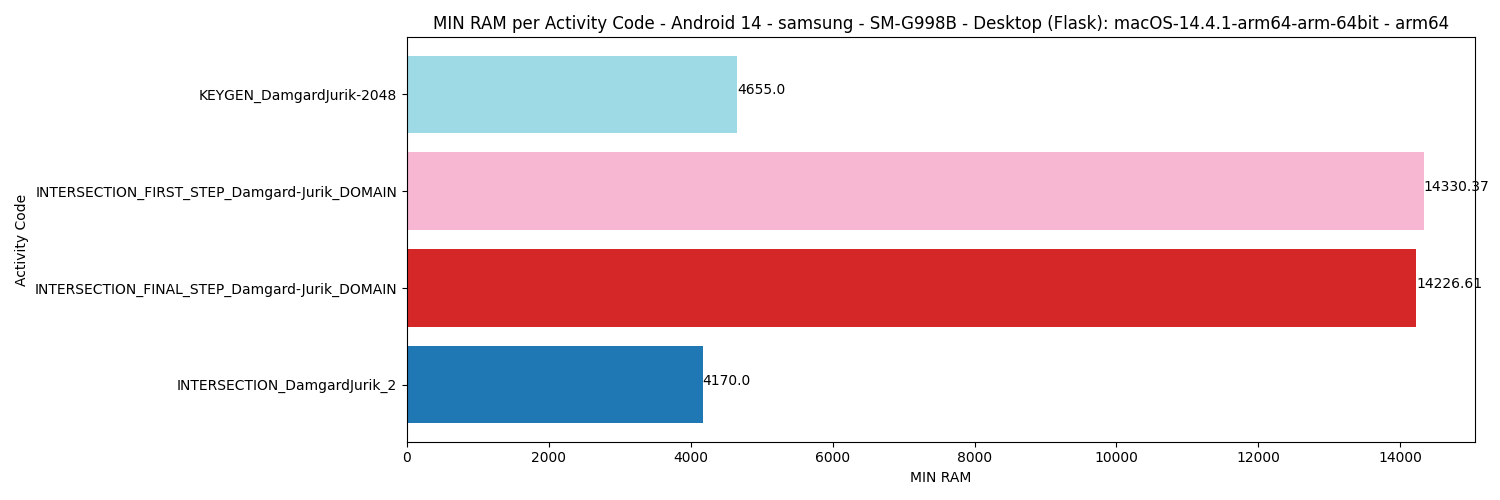 MIN RAM per Activity Code - Android 14 - samsung - SM-G998B - Desktop (Flask): macOS-14.4.1-arm64-arm-64bit - arm64
Activity Code
KEYGEN_DamgardJurik-2048
4655.0
INTERSECTION_FIRST_STEP_Damgard-Jurik_DOMAIN
14330.37
INTERSECTION_FINAL_STEP_Damgard-Jurik_DOMAIN
14226.61
INTERSECTION_DamgardJurik_2
4170.0
0 2000 4000 6000 8000 10000 12000 14000
MIN RAM